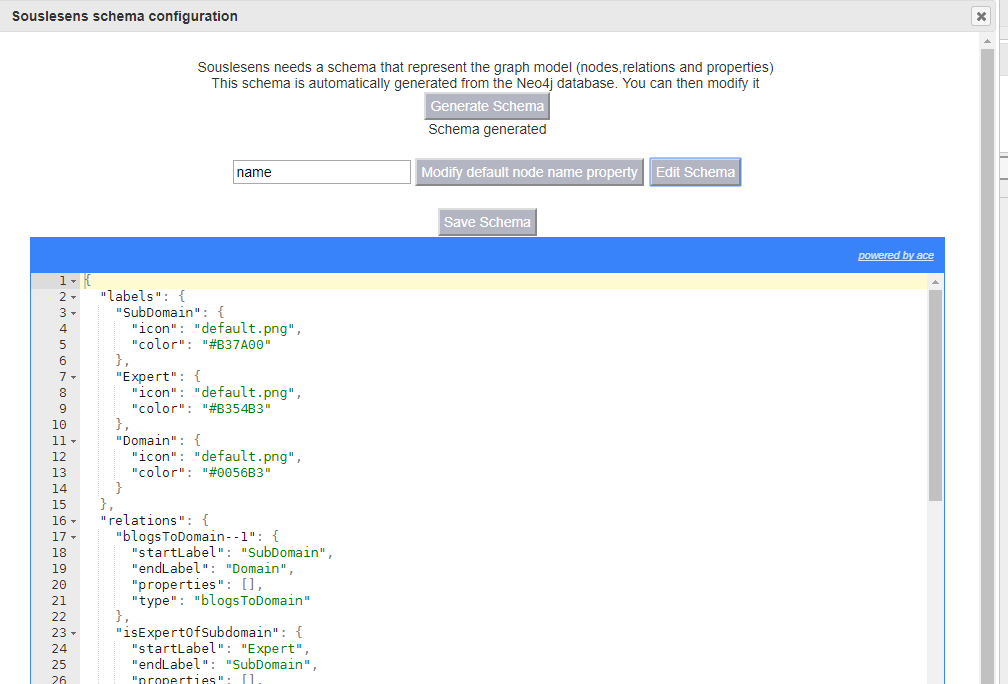 Souslesens schema configuration
Souslesens needs a schema that represent the graph model (nodes,relations and properties)
This schema is automatically generated from the Neo4j database. You can then modify it
Generate Schema
Schema generated
name Modify default node name property Edit Schema
Save Schema
powered by ace
1 {
2 "labels": {
3 "SubDomain": {
4 "icon": "default.png",
5 "color": "#B37A00"
6 },
7 "Expert": {
8 "icon": "default.png",
9 "color": "#B354B3"
10 },
11 "Domain": {
12 "icon": "default.png",
13 "color": "#0056B3"
14 }
15 },
16 "relations": {
17 "blogsToDomain--1": {
18 "startLabel": "SubDomain",
19 "endLabel": "Domain",
20 "properties": [],
21 "type": "blogsToDomain"
22 },
23 "isExpertOfSubdomain": {
24 "startLabel": "Expert",
25 "endLabel": "SubDomain",
26 "properties": [],